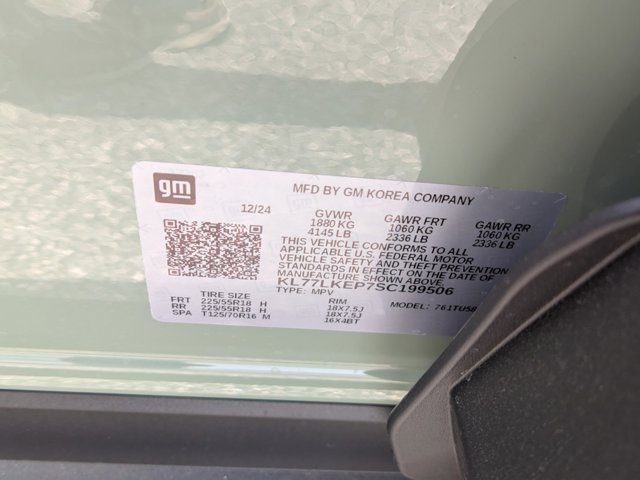 gm
MFD BY GM KOREA COMPANY
12/24 GVWR GAWR FRT GAWR RR
1880 KG 1060 KG 1060 KG
4145 LB 2336 LB 2336 LB
THIS VEHICLE CONFORMS TO ALL
APPLICABLE U.S. FEDERAL MOTOR
VEHICLE SAFETY AND THEFT PREVENTION
STANDARDS IN EFFECT ON THE DATE OF
MANUFACTURE SHOWN ABOVE.
KL77LKEP7SC199506
TYPE: MPV MODEL: 761TU58
TIRE SIZE RIM
FRT 225/55R18 H 18X7.5J
RR 225/55R18 H 18X7.5J
SPA T125/70R16 M 16X4BT